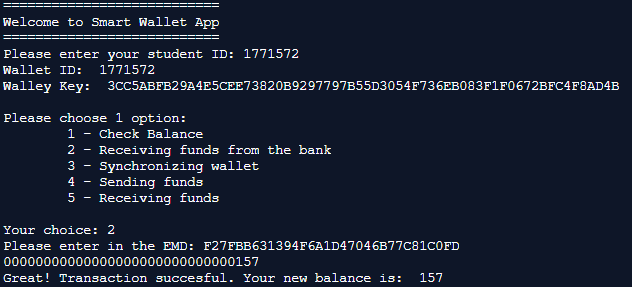 ===========================
Welcome to Smart Wallet App
===========================
Please enter your student ID: 1771572
Wallet ID:  1771572
Walley Key:  3CC5ABFB29A4E5CEE73820B9297797B55D3054F736EB083F1F0672BFC4F8AD4B
Please choose 1 option:
1 - Check Balance
2 - Receiving funds from the bank
3 - Synchronizing wallet
4 - Sending funds
5 - Receiving funds
Your choice: 2
Please enter in the EMD: F27FBB631394F6A1D47046B77C81C0FD
00000000000000000000000000000157
Great! Transaction succesful. Your new balance is:  157